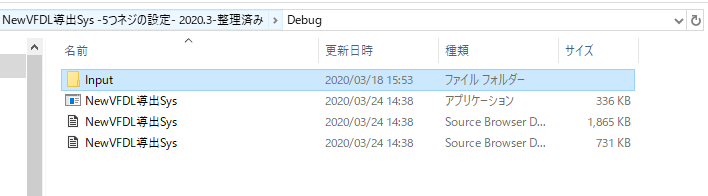 NewVFDL導出Sys -5つネジの設定- 2020.3-整理済み > Debug
名前 更新日時 種類 サイズ
Input 2020/03/18 15:53 ファイル フォルダー
NewVFDL導出Sys 2020/03/24 14:38 アプリケーション 336 KB
NewVFDL導出Sys 2020/03/24 14:38 Source Browser D... 1,865 KB
NewVFDL導出Sys 2020/03/24 14:38 Source Browser D... 731 KB